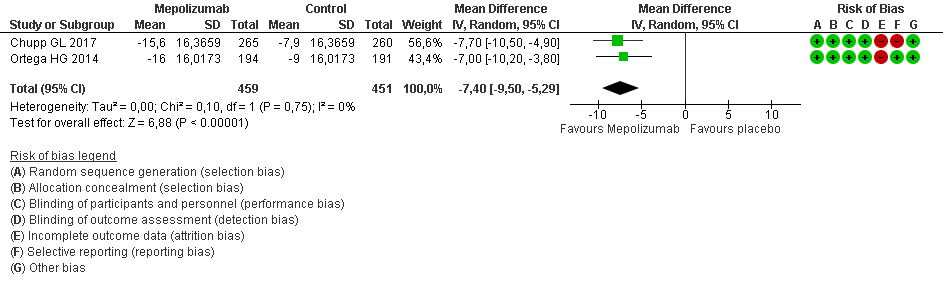 Mepolizumab Control Mean Difference Mean Difference Risk of Bias
Study or Subgroup Mean SD Total Mean SD Total Weight IV, Random, 95% CI IV, Random, 95% CI A B C D E F G
Chupp GL 2017 -15,6 16,3659 265 -7,9 16,3659 260 56,6% -7,70 [-10,50, -4,90] + + + + +
Ortega HG 2014 -16 16,0173 194 -9 16,0173 191 43,4% -7,00 [-10,20, -3,80] + + + + + +
Total (95% CI) 459 451 100,0% -7,40 [-9,50, -5,29]
Heterogeneity: Tau² = 0,00; Chi² = 0,10, df = 1 (P = 0,75); I² = 0%
Test for overall effect: Z = 6,88 (P < 0.00001)
-10 -5 0 5 10
Favours Mepolizumab Favours placebo
Risk of bias legend
(A) Random sequence generation (selection bias)
(B) Allocation concealment (selection bias)
(C) Blinding of participants and personnel (performance bias)
(D) Blinding of outcome assessment (detection bias)
(E) Incomplete outcome data (attrition bias)
(F) Selective reporting (reporting bias)
(G) Other bias